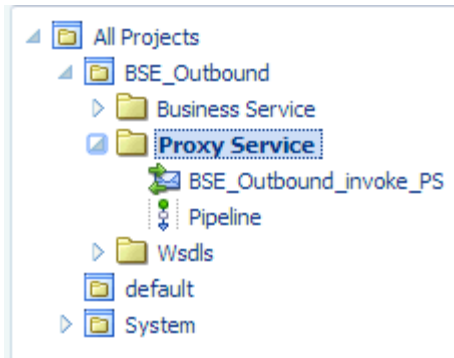 All Projects
BSE_Outbound
Business Service
Proxy Service
BSE_Outbound_invoke_PS
Pipeline
Wsdls
default
System